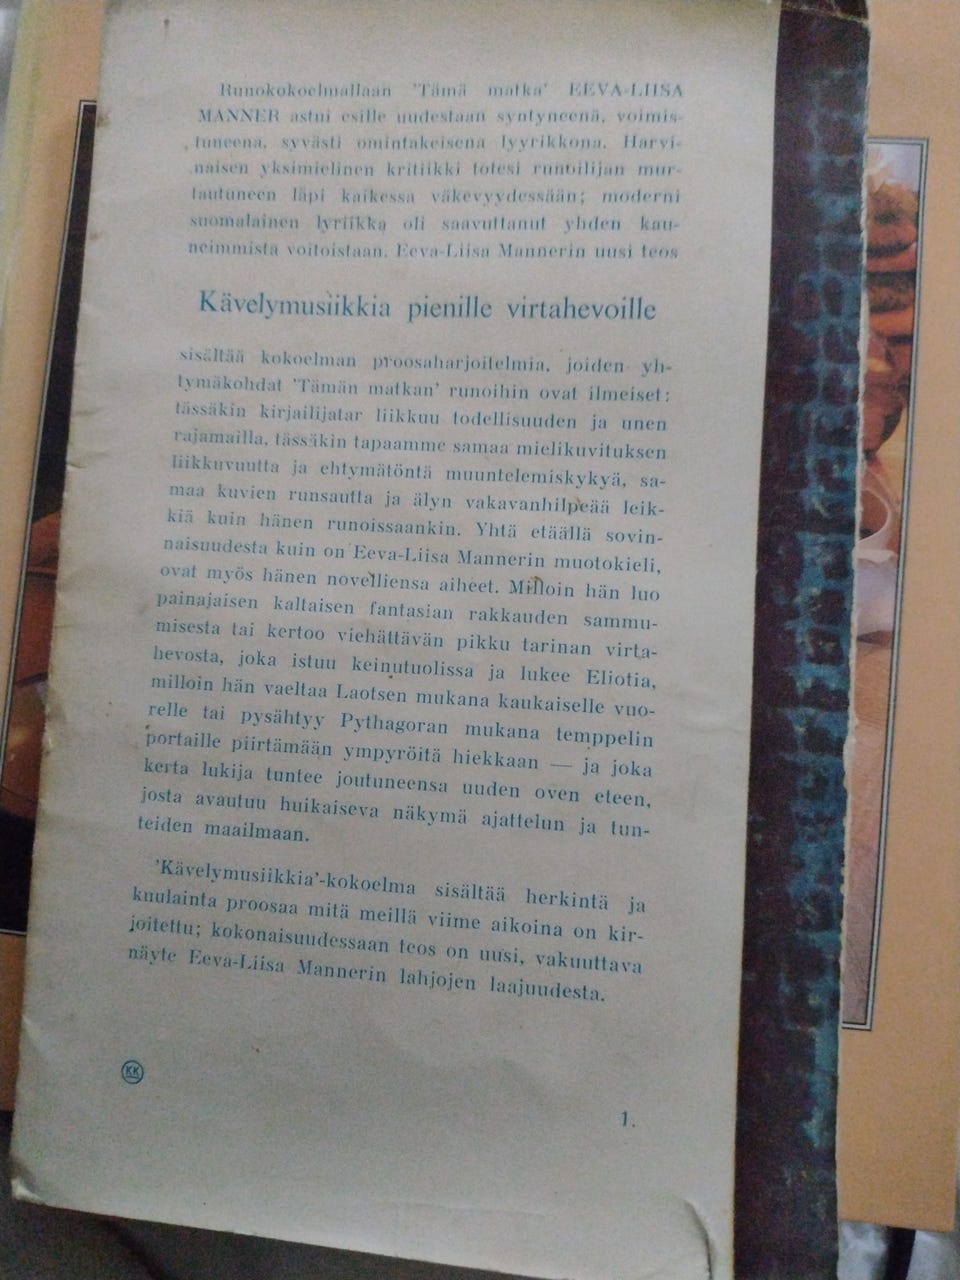 Runokokoelmallaan 'Tämä matka' EEVA-LIISA
MANNER astui esille uudestaan syntyneenä, voimis-
tuneena, syvästi omintakeisena lyyrikkona. Harvi-
naisen yksimielinen kritiikki totesi runoilijan mur-
tautuneen läpi kaikessa väkevyydessään; moderni
suomalainen lyriikka oli saavuttanut yhden kau-
neimmista voitoistaan. Eeva-Liisa Mannerin uusi teos
Kävelymusiikkia pienille virtahevoille
sisältää kokoelman proosaharjoitelmia, joiden yh-
tymäkohdat 'Tämän matkan' runoihin ovat ilmeiset:
tässäkin kirjailijatar liikkuu todellisuuden ja unen
rajamailla, tässäkin tapaamme samaa mielikuvituksen
liikkuvuutta ja ehtymätöntä muuntelemiskykyä, sa-
maa kuvien runsautta ja älyn vakavanhilpeää leik-
kiä kuin hänen runoissaankin. Yhtä etäällä sovin-
naisuudesta kuin on Eeva-Liisa Mannerin muotokieli,
ovat myös hänen novelliensa aiheet. Milloin hän luo
painajaisen kaltaisen fantasian rakkauden sammu-
misesta tai kertoo viehättävän pikku tarinan virta-
hevosta, joka istuu keinutuolissa ja lukee Eliotia,
milloin hän vaeltaa Laotsen mukana kaukaiselle vuo-
relle tai pysähtyy Pythagoran mukana temppelin
portaille piirtämään ympyröitä hiekkaan — ja joka
kerta lukija tuntee joutuneensa uuden oven eteen,
josta avautuu huikaiseva näkymä ajattelun ja tun-
teiden maailmaan.
'Kävelymusiikkia'-kokoelma sisältää herkintä ja
kuulainta proosaa mitä meillä viime aikoina on kir-
joitettu; kokonaisuudessaan teos on uusi, vakuuttava
näyte Eeva-Liisa Mannerin lahjojen laajuudesta.
KK
1.